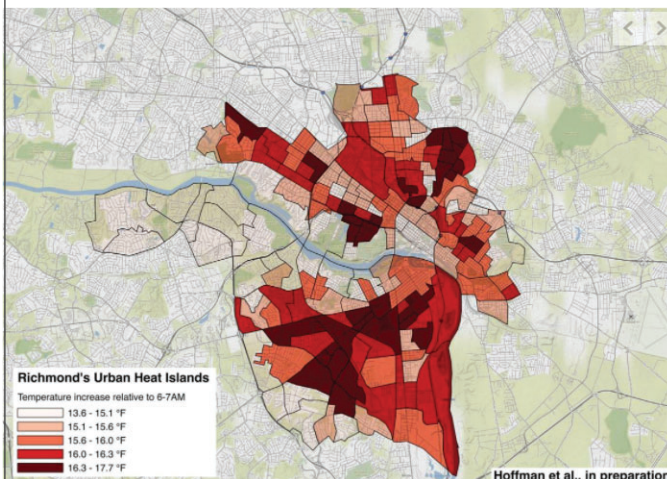 Richmond's Urban Heat Islands
Temperature increase relative to 6-7AM
13.6 - 15.1 °F
15.1 - 15.6 °F
15.6 - 16.0 °F
16.0 - 16.3 °F
16.3 - 17.7 °F
Hoffman et al., in preparation